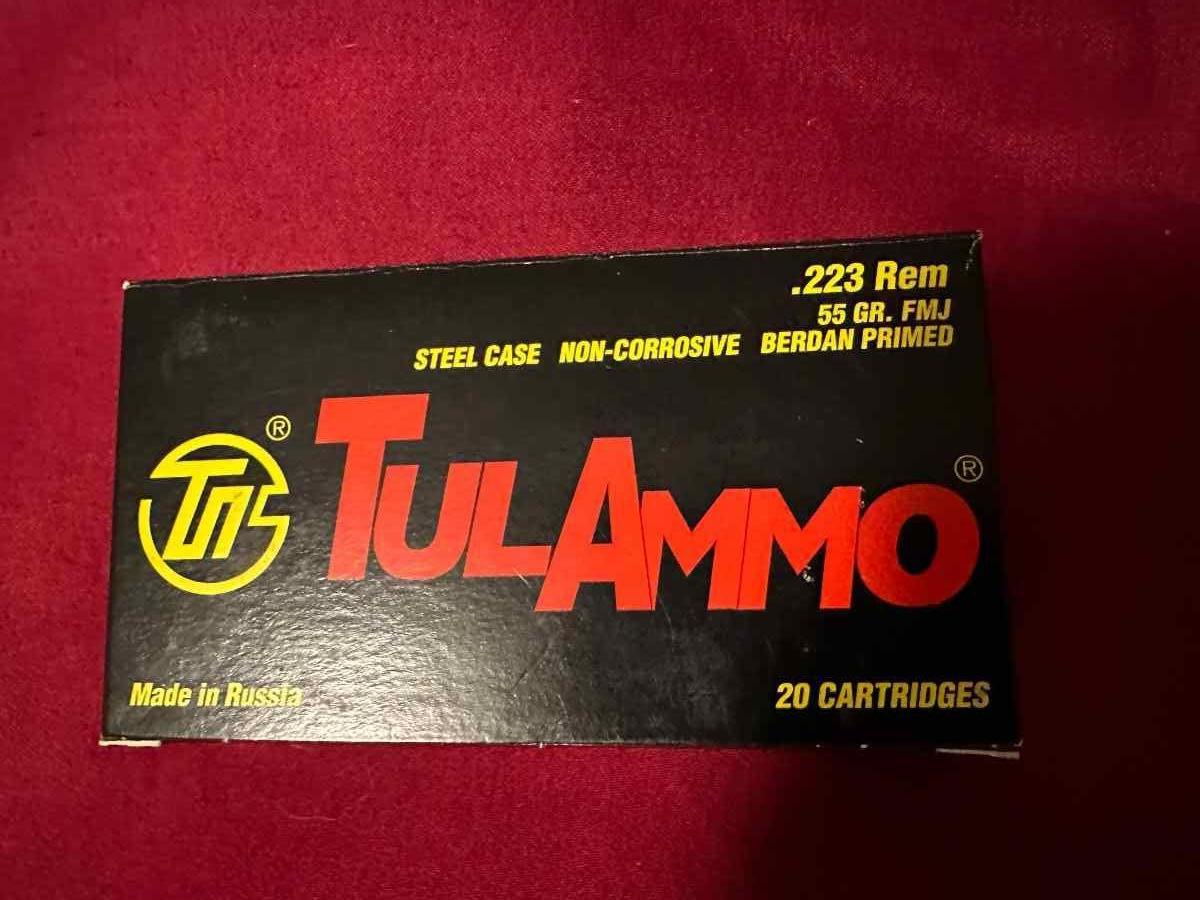 .223 Rem
55 GR. FMJ
STEEL CASE NON-CORROSIVE BERDAN PRIMED
®
TULAMMO ®
Made in Russia
20 CARTRIDGES